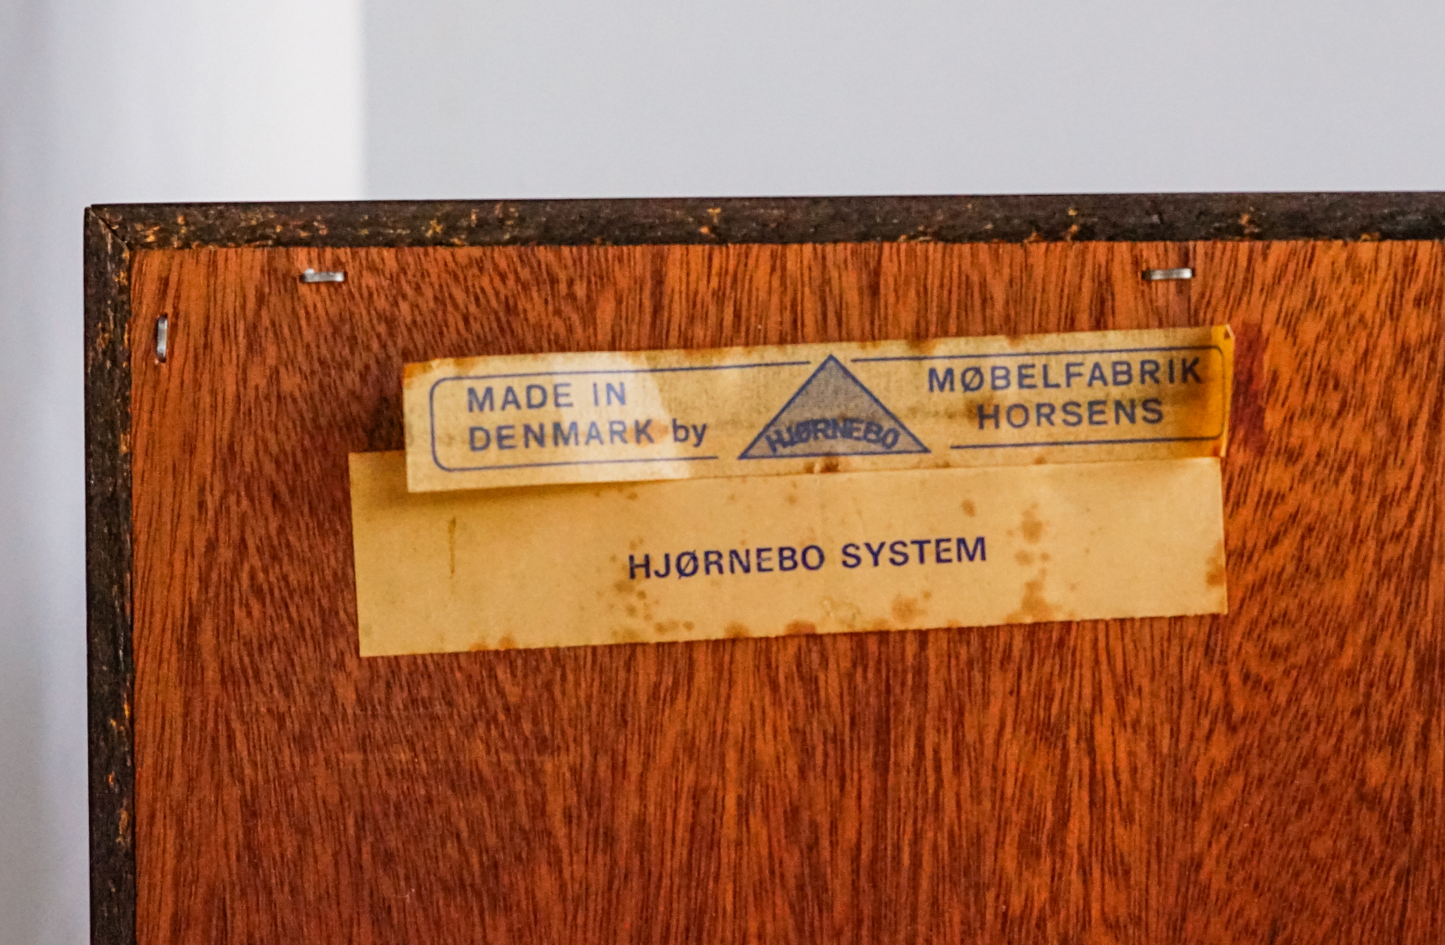 MADE IN
DENMARK by
HJØRNEBO
MØBELFABRIK
HORSENS
HJØRNEBO SYSTEM